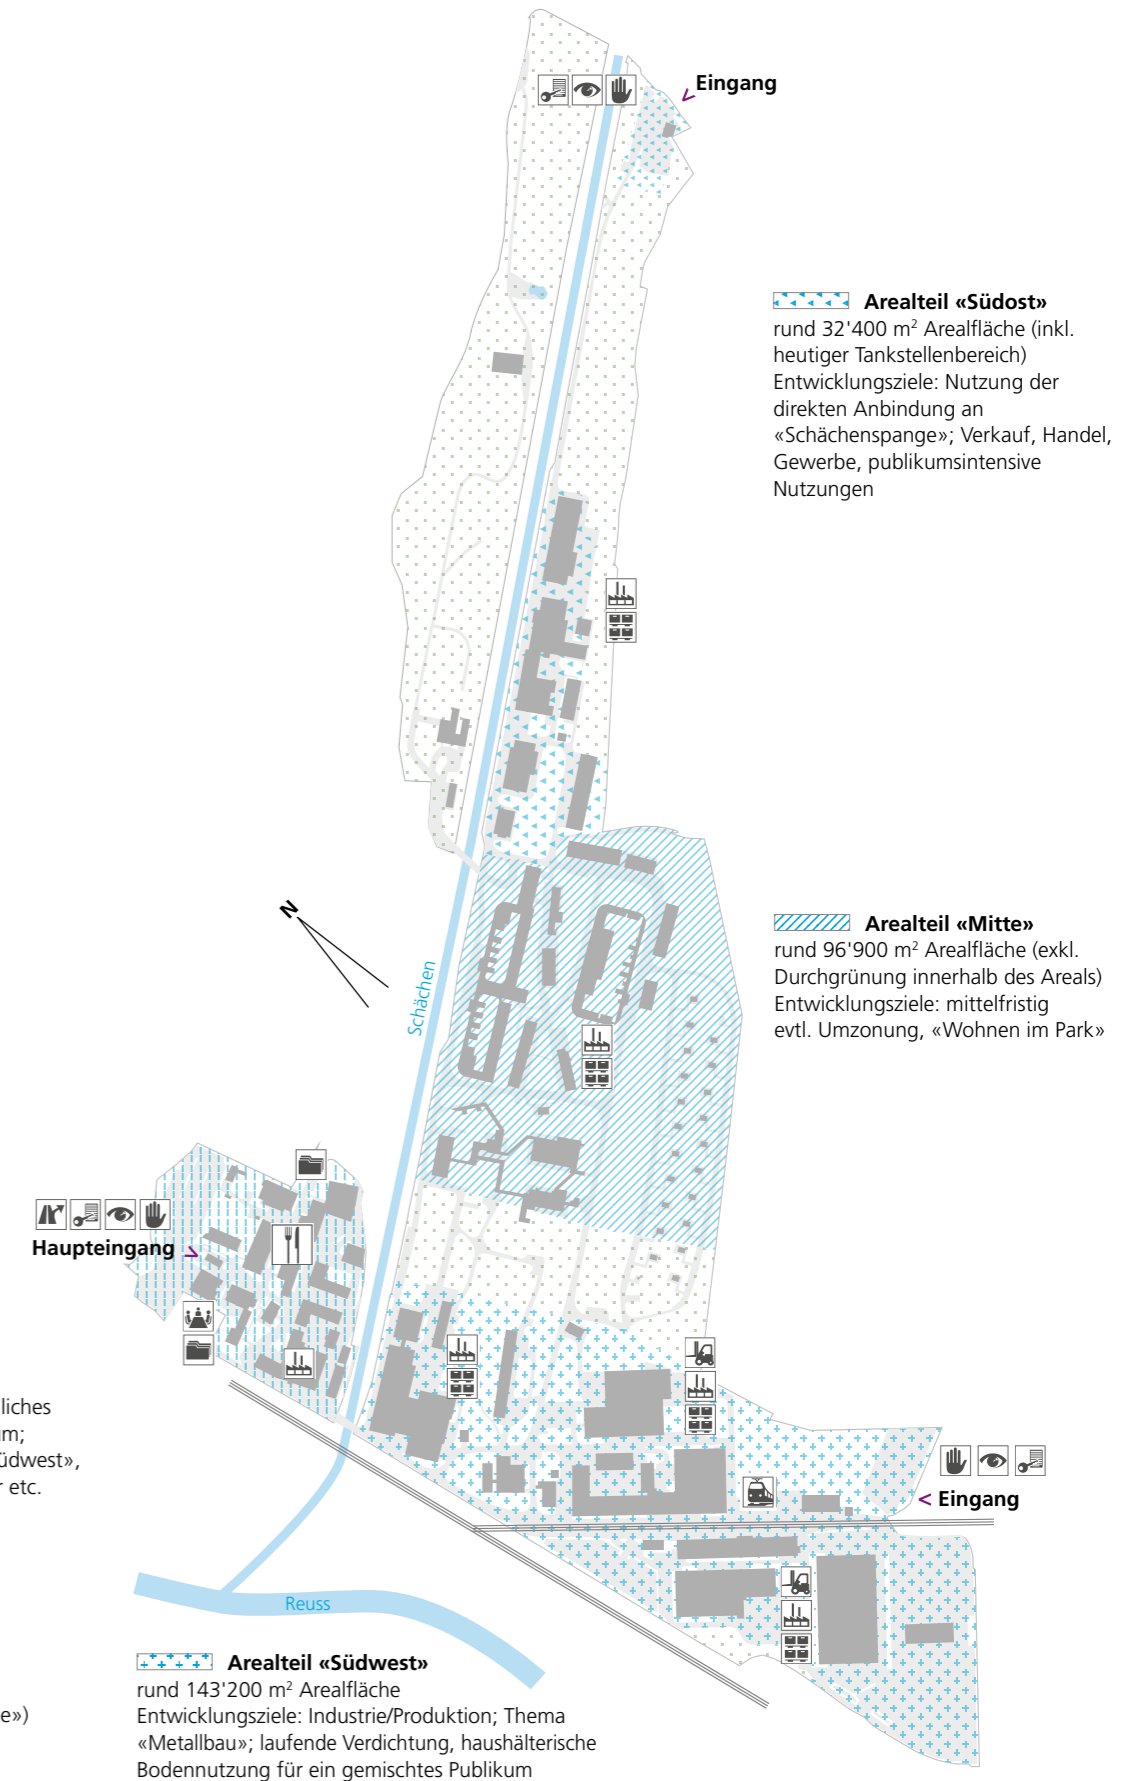 Eingang
Arealteil «Südost»
rund 32'400 m² Arealfläche (inkl.
heutiger Tankstellenbereich)
Entwicklungsziele: Nutzung der
direkten Anbindung an
«Schächenspange»; Verkauf, Handel,
Gewerbe, publikumsintensive
Nutzungen
N
Schächen
Arealteil «Mitte»
rund 96'900 m² Arealfläche (exkl.
Durchgrünung innerhalb des Areals)
Entwicklungsziele: mittelfristig
evtl. Umzonung, «Wohnen im Park»
Haupteingang
liches
m;
üdwest»,
r etc.
< Eingang
Reuss
e»)
Arealteil «Südwest»
rund 143'200 m² Arealfläche
Entwicklungsziele: Industrie/Produktion; Thema
«Metallbau»; laufende Verdichtung, haushälterische
Bodennutzung für ein gemischtes Publikum